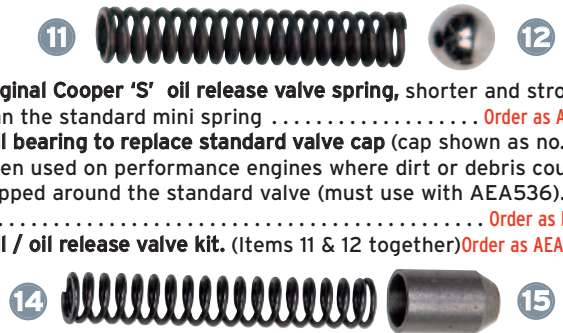 11 12
ginal Cooper ‘S’ oil release valve spring, shorter and stro
n the standard mini spring .................. Order as A
l bearing to replace standard valve cap (cap shown as no.
en used on performance engines where dirt or debris cou
pped around the standard valve (must use with AEA536).
................................................ Order as
l / oil release valve kit. (Items 11 & 12 together)Order as AEA
14 15